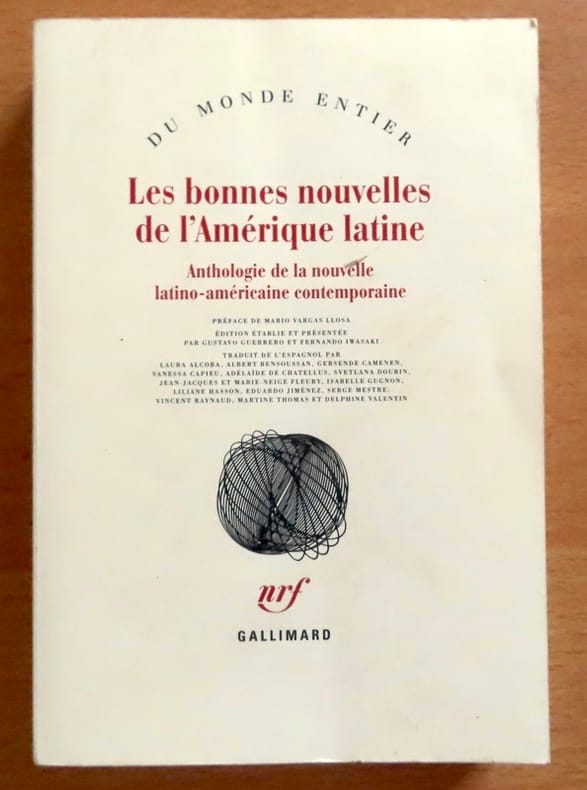 DU MONDE ENTIER
Les bonnes nouvelles
de l'Amérique latine
Anthologie de la nouvelle
latino-américaine contemporaine
PRÉFACE DE MARIO VARGAS LLOSA
ÉDITION ÉTABLIE ET PRÉSENTÉE
PAR GUSTAVO GUERRERO ET FERNANDO IWASAKI
TRADUIT DE L'ESPAGNOL PAR
LAURA ALCOBA, ALBERT BENSOUSSAN, GERSENDE CAMENEN,
VANESSA CAPIEU, ADÉLAÏDE DE CHATELLUS, SVETLANA DOUBIN,
JEAN-JACQUES ET MARIE-NEIGE FLEURY, ISABELLE GUGNON,
LILIANE HASSON, EDUARDO JIMÉNEZ, SERGE MESTRE,
VINCENT RAYNAUD, MARTINE THOMAS ET DELPHINE VALENTIN
nrf
GALLIMARD